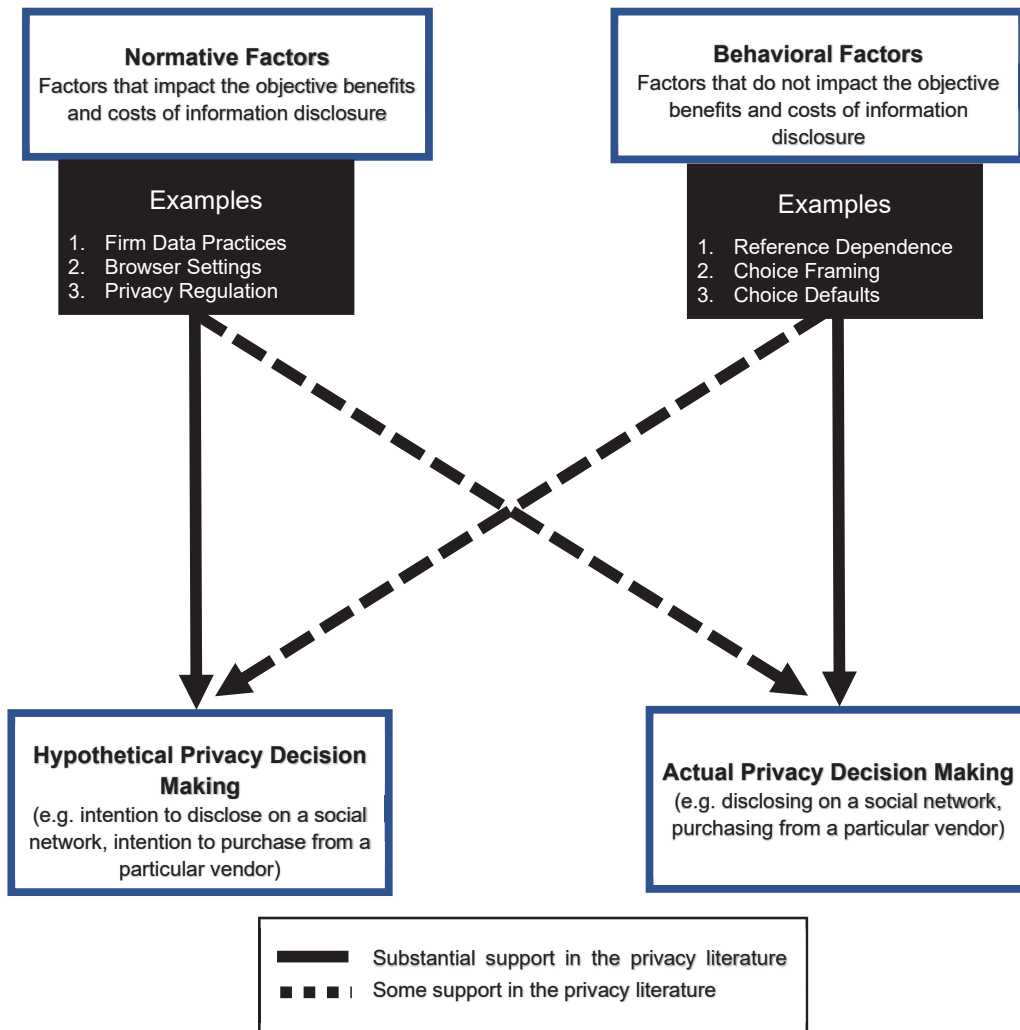 Normative Factors
Factors that impact the objective benefits
and costs of information disclosure
Behavioral Factors
Factors that do not impact the objective
benefits and costs of information
disclosure
Examples
1. Firm Data Practices
2. Browser Settings
3. Privacy Regulation
Examples
1. Reference Dependence
2. Choice Framing
3. Choice Defaults
Hypothetical Privacy Decision
Making
(e.g. intention to disclose on a social
network, intention to purchase from a
particular vendor)
Actual Privacy Decision Making
(e.g. disclosing on a social network,
purchasing from a particular vendor)
Substantial support in the privacy literature
Some support in the privacy literature